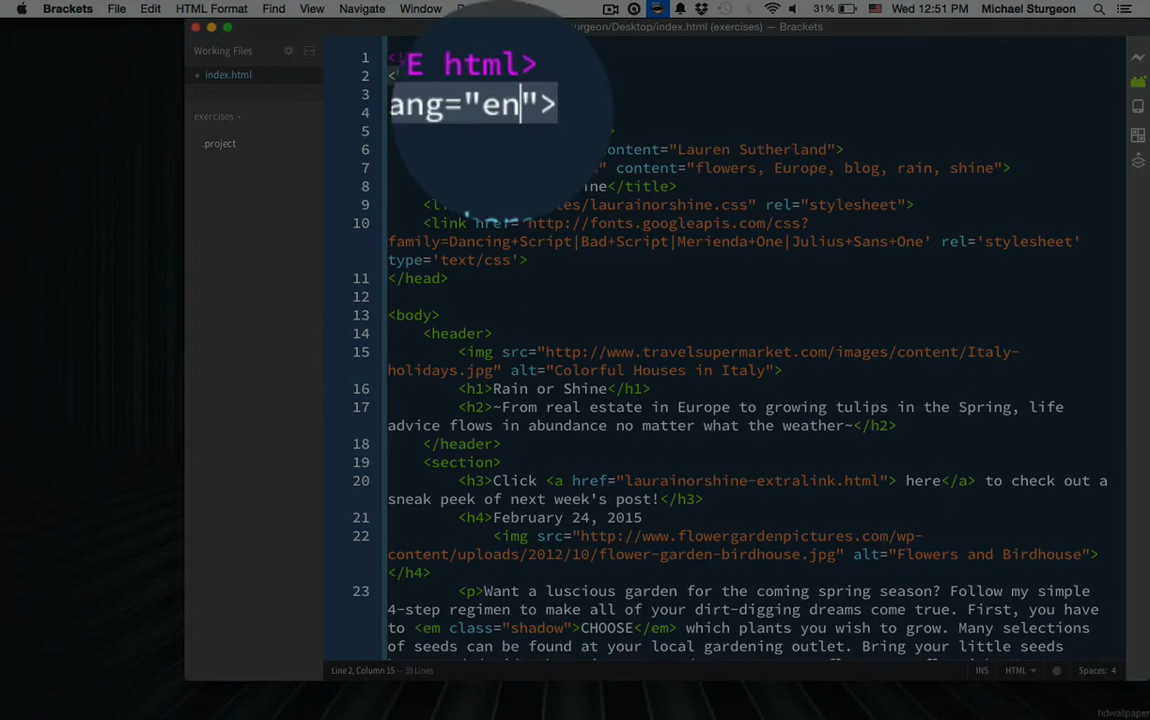 Brackets File Edit HTML Format Find View Navigate Window 31% Wed 12:51 PM Michael Sturgeon
urgeon/Desktop/index.html (exercises) — Brackets
Working Files
• index.html
exercises
.project
1 <! E html>
2 <
3 ang="en">
4
5 >
6 ontent="Lauren Sutherland">
7 " content="flowers, Europe, blog, rain, shine">
8 ine</title>
9 <l es/laurainorshine.css" rel="stylesheet">
10 <link href='http://fonts.googleapis.com/css?
family=Dancing+Script|Bad+Script|Merienda+One|Julius+Sans+One' rel='stylesheet'
type='text/css'>
11 </head>
12
13 <body>
14 <header>
15 <img src="http://www.travelsupermarket.com/images/content/Italy-
holidays.jpg" alt="Colorful Houses in Italy">
16 <h1>Rain or Shine</h1>
17 <h2>~From real estate in Europe to growing tulips in the Spring, life
advice flows in abundance no matter what the weather~</h2>
18 </header>
19 <section>
20 <h3>Click <a href="laurainorshine-extralink.html"> here</a> to check out a
sneak peek of next week's post!</h3>
21 <h4>February 24, 2015
22 <img src="http://www.flowergardenpictures.com/wp-
content/uploads/2012/10/flower-garden-birdhouse.jpg" alt="Flowers and Birdhouse">
</h4>
23 <p>Want a luscious garden for the coming spring season? Follow my simple
4-step regimen to make all of your dirt-digging dreams come true. First, you have
to <em class="shadow">CHOOSE</em> which plants you wish to grow. Many selections
of seeds can be found at your local gardening outlet. Bring your little seeds
Line 2, Column 15 — 39 Lines INS HTML Spaces: 4
hdwallpaper